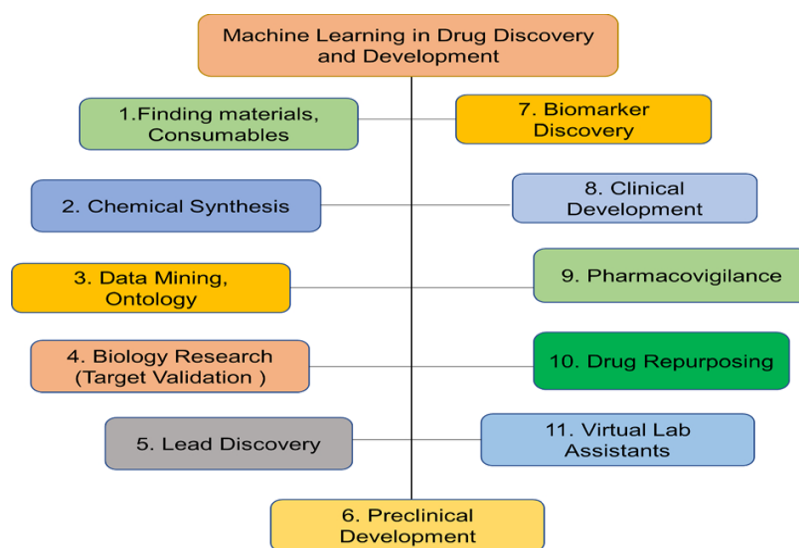 Machine Learning in Drug Discovery
and Development
1.Finding materials,
Consumables
2. Chemical Synthesis
3. Data Mining,
Ontology
4. Biology Research
(Target Validation )
5. Lead Discovery
6. Preclinical
Development
7. Biomarker
Discovery
8. Clinical
Development
9. Pharmacovigilance
10. Drug Repurposing
11. Virtual Lab
Assistants